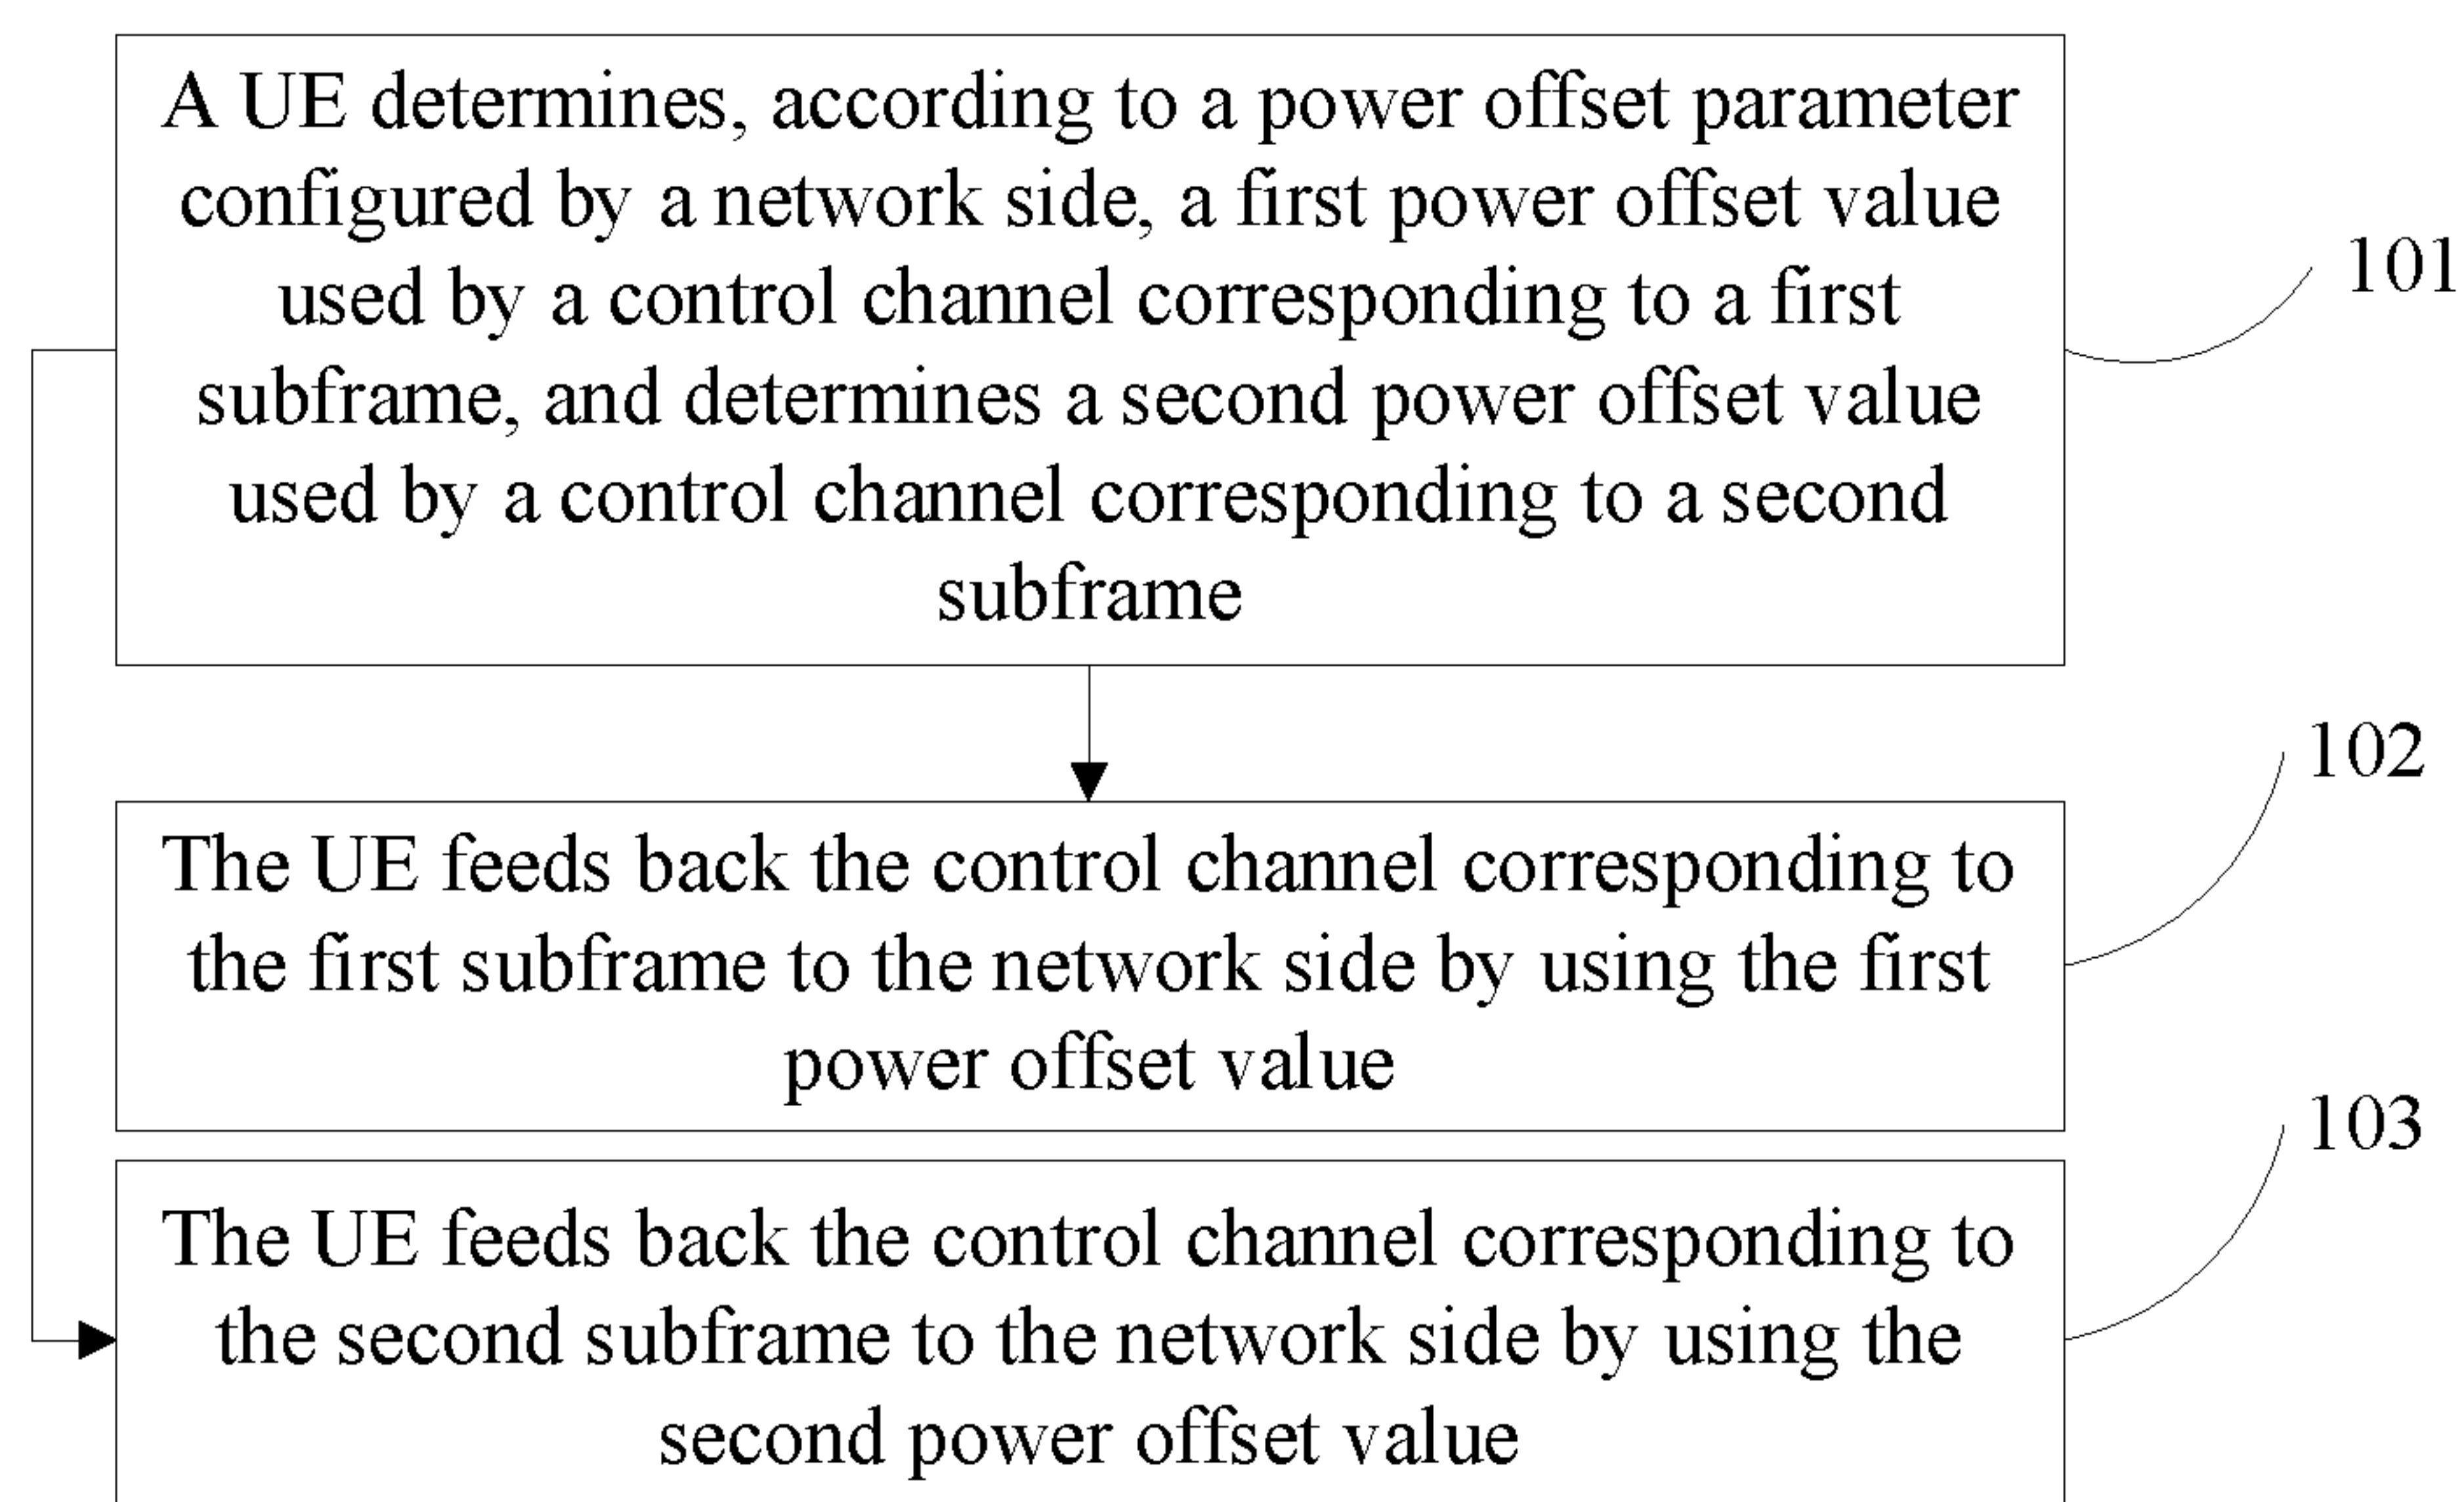 A UE determines, according to a power offset parameter
configured by a network side, a first power offset value
used by a control channel corresponding to a first
subframe, and determines a second power offset value
used by a control channel corresponding to a second
subframe
101
The UE feeds back the control channel corresponding to
the first subframe to the network side by using the first
power offset value
102
The UE feeds back the control channel corresponding to
the second subframe to the network side by using the
second power offset value
103